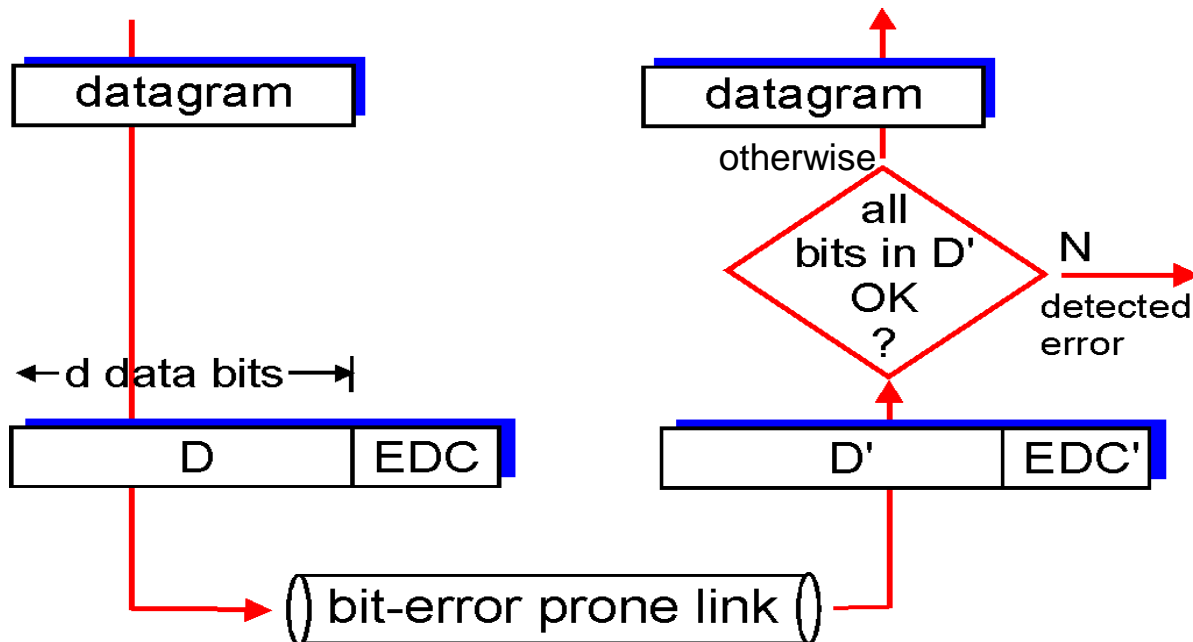 datagram
datagram
otherwise
all
bits in D'
OK
?
N
detected
error
d data bits
D
EDC
D'
EDC'
bit-error prone link